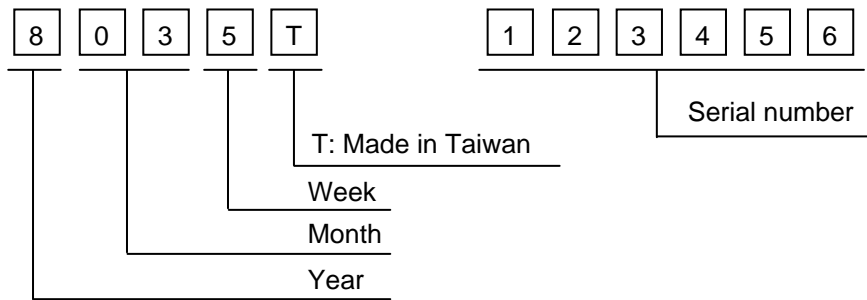 8 0 3 5 T 1 2 3 4 5 6
Serial number
T: Made in Taiwan
Week
Month
Year